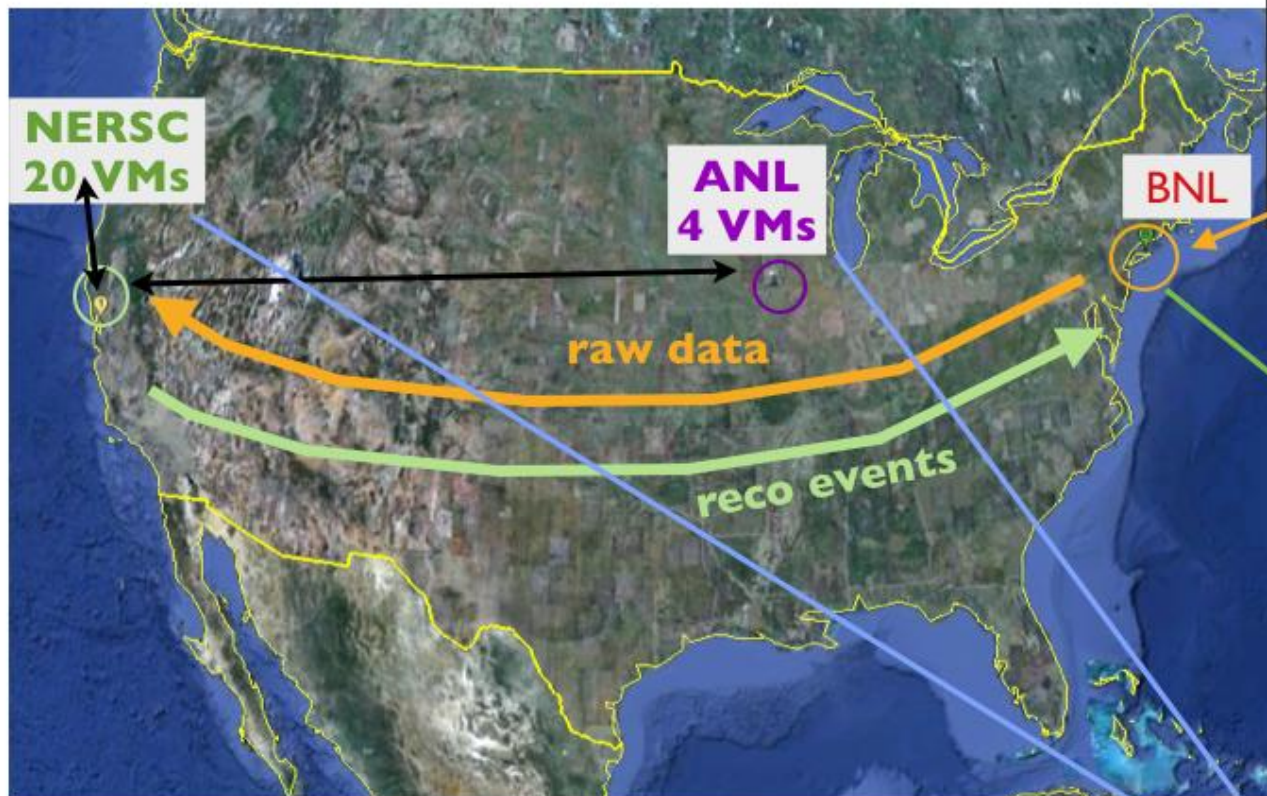 NERSC
20 VMs
ANL
4 VMs
BNL
raw data
reco events